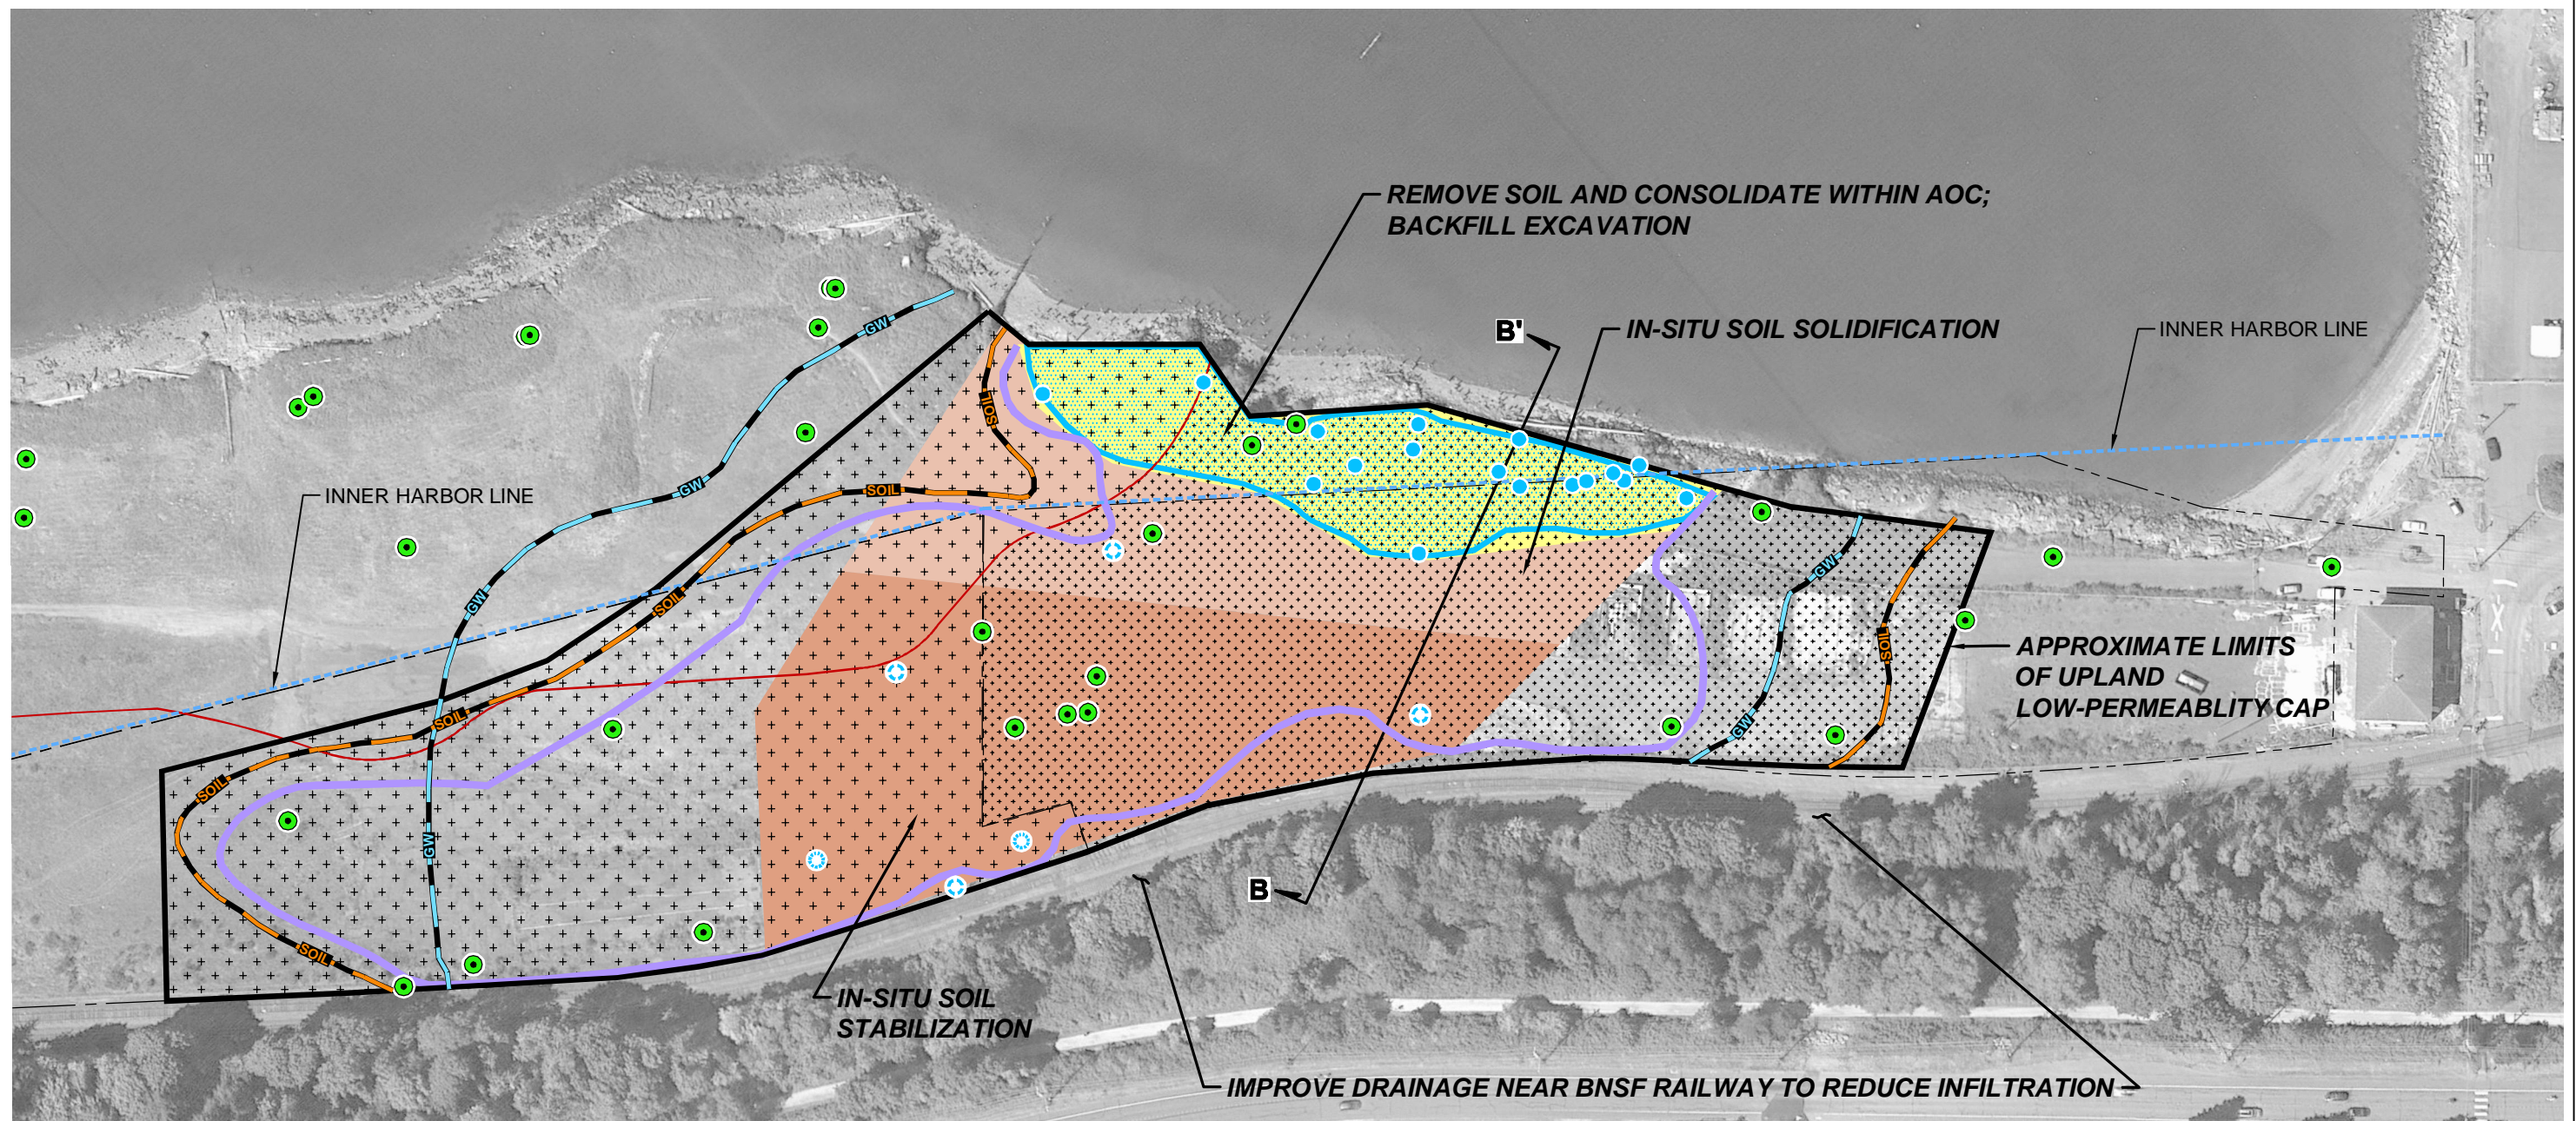 REMOVE SOIL AND CONSOLIDATE WITHIN AOC;
BACKFILL EXCAVATION
B'
IN-SITU SOIL SOLIDIFICATION
INNER HARBOR LINE
GW
SOIL
INNER HARBOR LINE
GW
SOIL
GW
GW
SOIL
SOIL
APPROXIMATE LIMITS
OF UPLAND
LOW-PERMEABLITY CAP
SOIL
GW
SOIL
GW
B
SOIL
IN-SITU SOIL
STABILIZATION
IMPROVE DRAINAGE NEAR BNSF RAILWAY TO REDUCE INFILTRATION